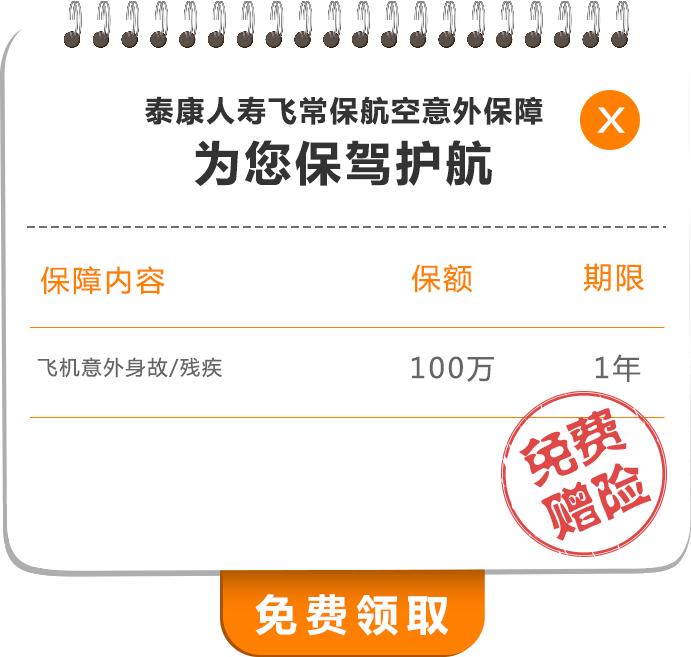 泰康人寿飞常保航空意外保障
X
为您保驾护航
保障内容 保额 期限
飞机意外身故/残疾 100万 1年
免费
赠险
免费领取